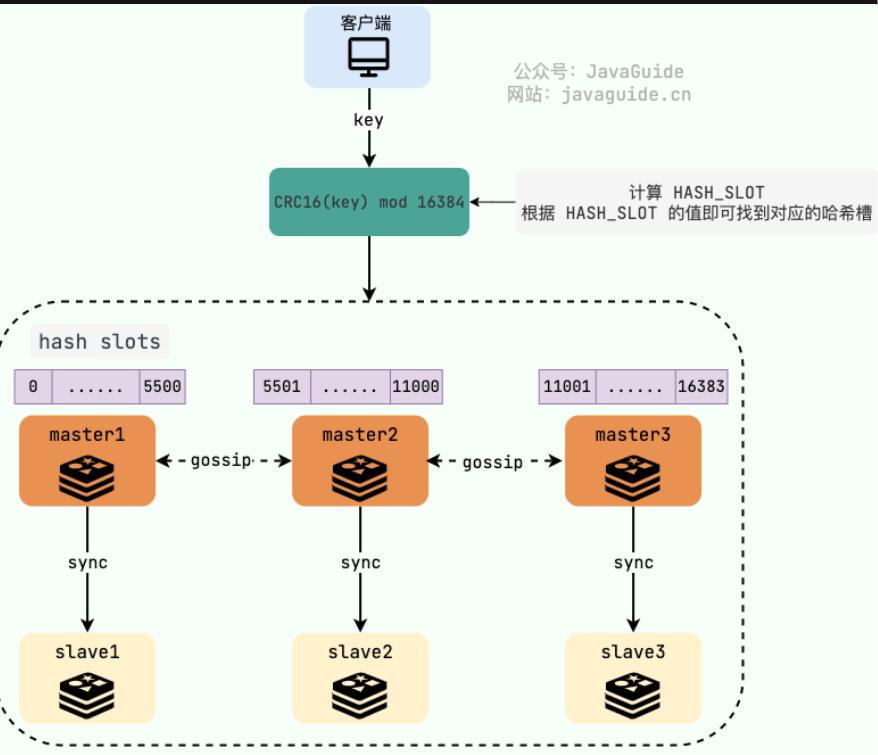 客户端
公众号：JavaGuide
网站：javaguide.cn
key
CRC16(key) mod 16384
计算 HASH_SLOT
根据 HASH_SLOT 的值即可找到对应的哈希槽
hash slots
0 ...... 5500
5501 ...... 11000
11001 ...... 16383
master1
gossip
master2
gossip
master3
sync
sync
sync
slave1
slave2
slave3